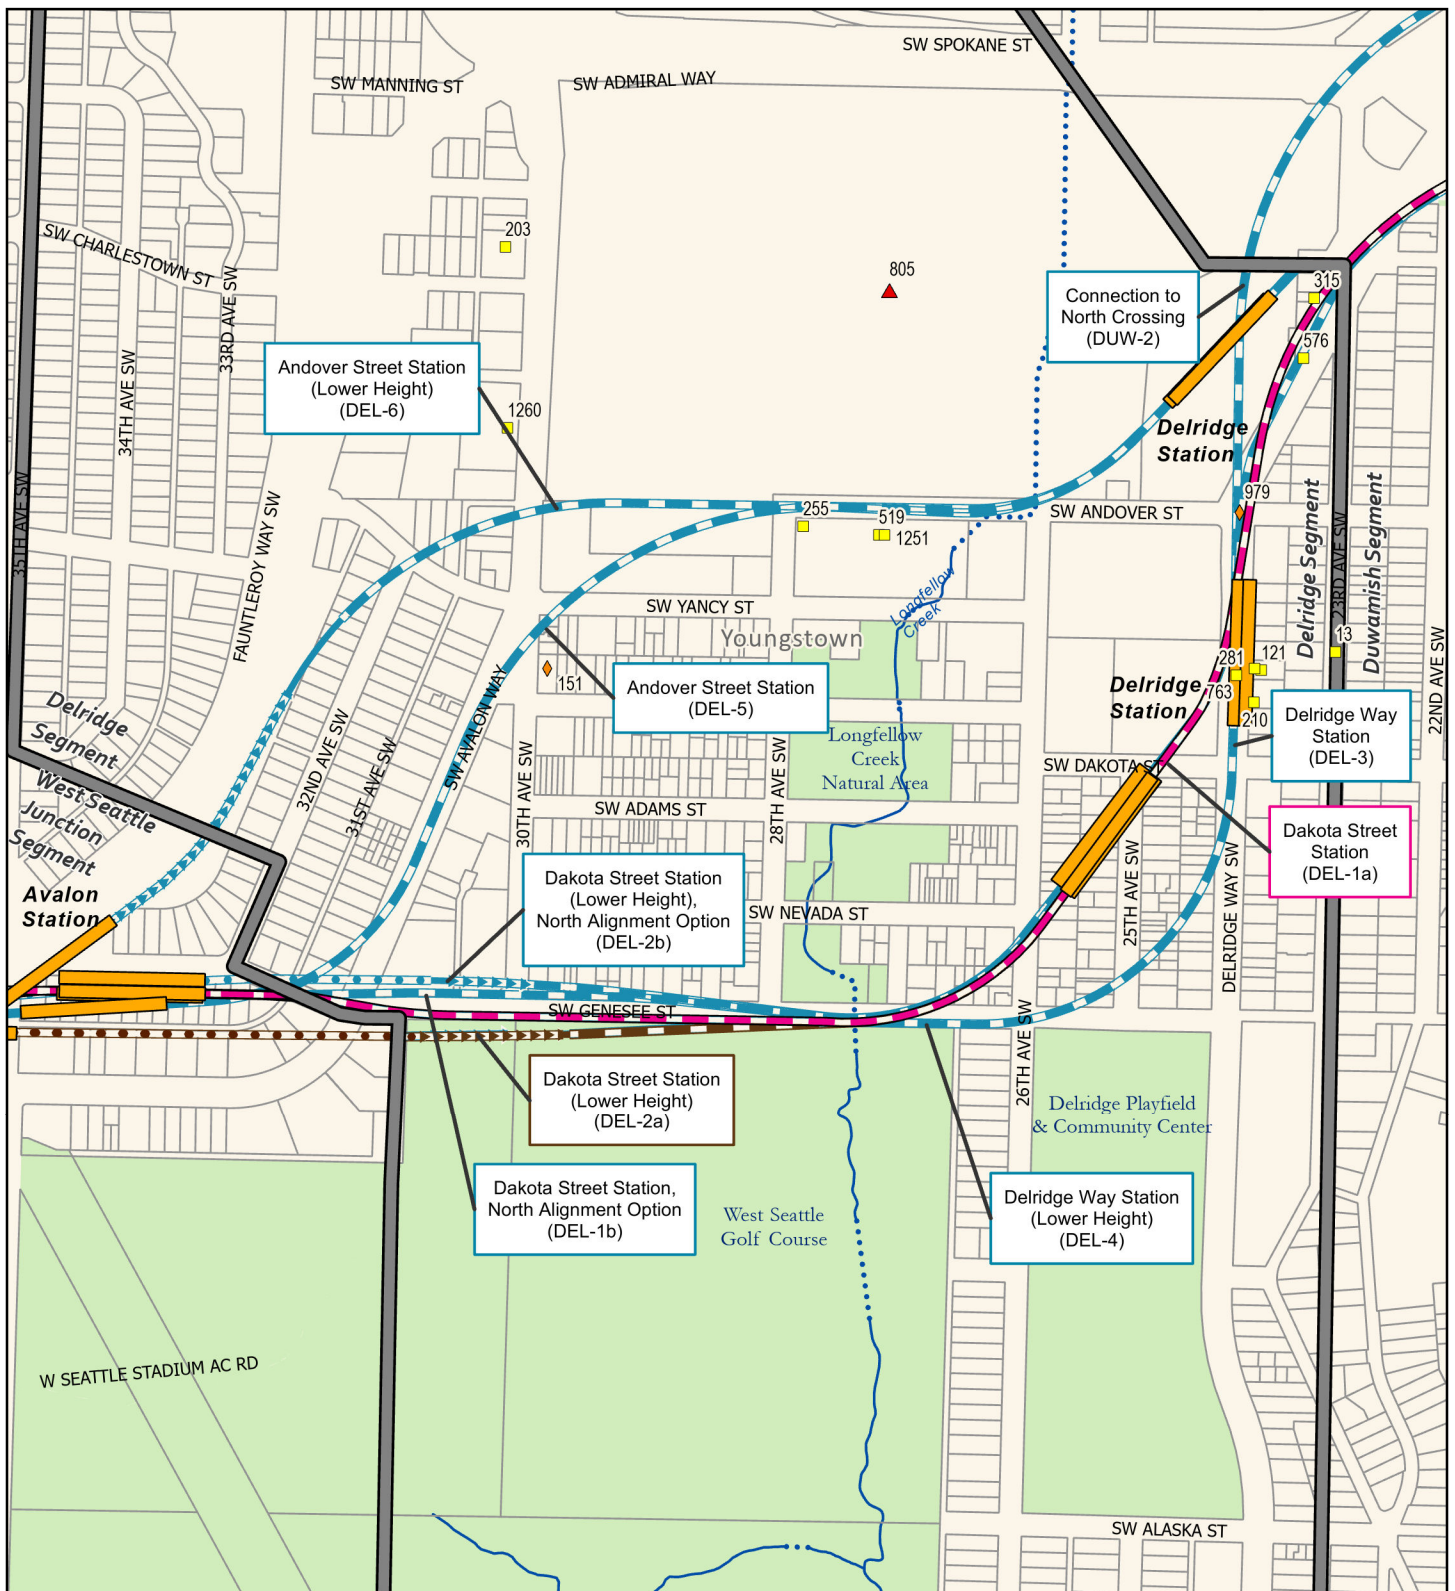 SW SPOKANE ST
SW MANNING ST
SW ADMIRAL WAY
203
SW CHARLESTOWN ST
33RD AVE SW
805
315
Connection to
North Crossing
(DUW-2)
576
34TH AVE SW
Andover Street Station
(Lower Height)
(DEL-6)
1260
Delridge
Station
35TH AVE SW
FAUNTLEROY WAY SW
255
519
1251
SW ANDOVER ST
979
Delridge Segment
23RD AVE SW
Duwamish Segment
Longfellow
Creek
SW YANCY ST
Youngstown
13
121
281
763
210
22ND AVE SW
151
Andover Street Station
(DEL-5)
Delridge
Station
SW AVALON WAY
Delridge
Segment
West Seattle
Junction
Segment
32ND AVE SW
31ST AVE SW
30TH AVE SW
28TH AVE SW
Longfellow
Creek
Natural Area
Delridge Way
Station
(DEL-3)
SW DAKOTA ST
SW ADAMS ST
Dakota Street
Station
(DEL-1a)
25TH AVE SW
DELRIDGE WAY SW
Avalon
Station
Dakota Street Station
(Lower Height),
North Alignment Option
(DEL-2b)
SW NEVADA ST
SW GENESEE ST
26TH AVE SW
Dakota Street Station
(Lower Height)
(DEL-2a)
Delridge Playfield
& Community Center
Dakota Street Station,
North Alignment Option
(DEL-1b)
West Seattle
Golf Course
Delridge Way Station
(Lower Height)
(DEL-4)
W SEATTLE STADIUM AC RD
SW ALASKA ST